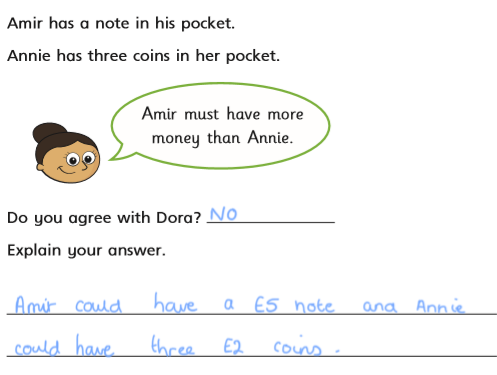 Amir has a note in his pocket.
Annie has three coins in her pocket.
Amir must have more
money than Annie.
Do you agree with Dora? No
Explain your answer.
Amir could have a £5 note and Annie
could have three £2 coins.